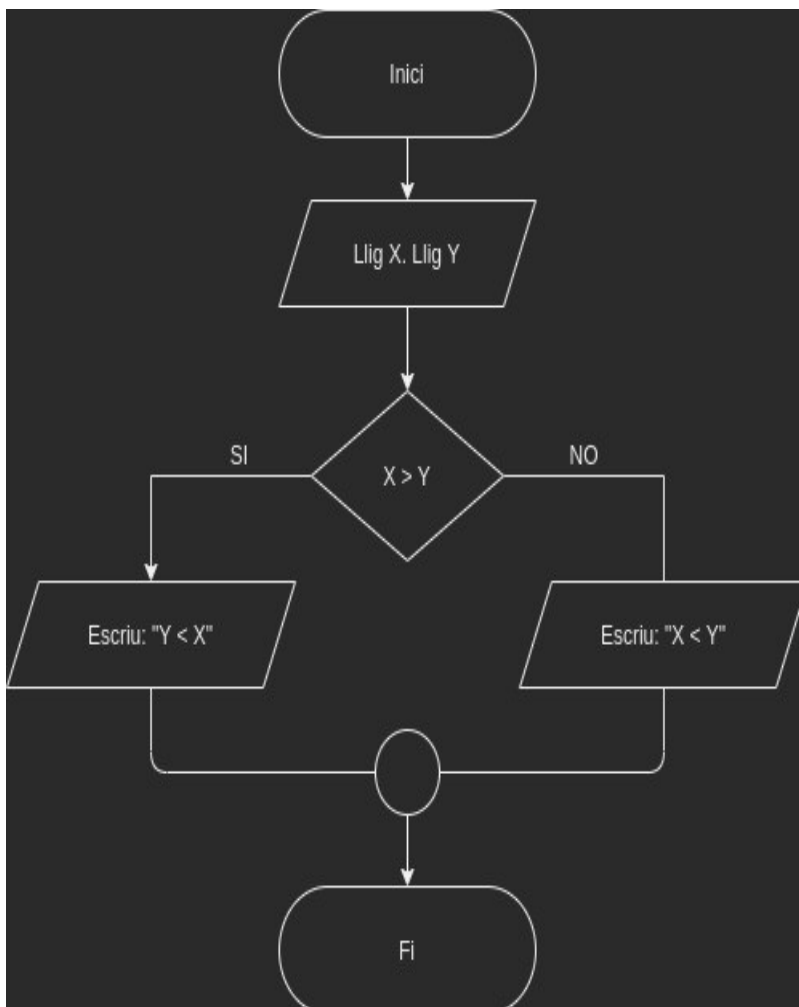 Inici
Llig X. Llig Y
X > Y
SI
NO
Escriu: "Y < X"
Escriu: "X < Y"
Fi